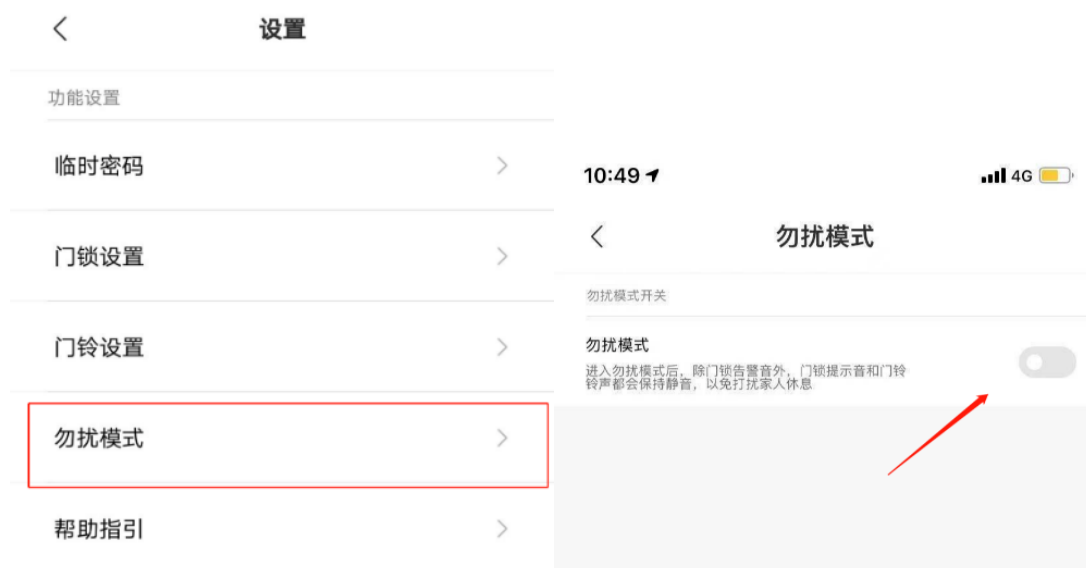 设置
功能设置
临时密码
门锁设置
门铃设置
勿扰模式
帮助指引
10:49
4G
勿扰模式
勿扰模式开关
勿扰模式
进入勿扰模式后，除门锁告警音外，门锁提示音和门铃
铃声都会保持静音，以免打扰家人休息